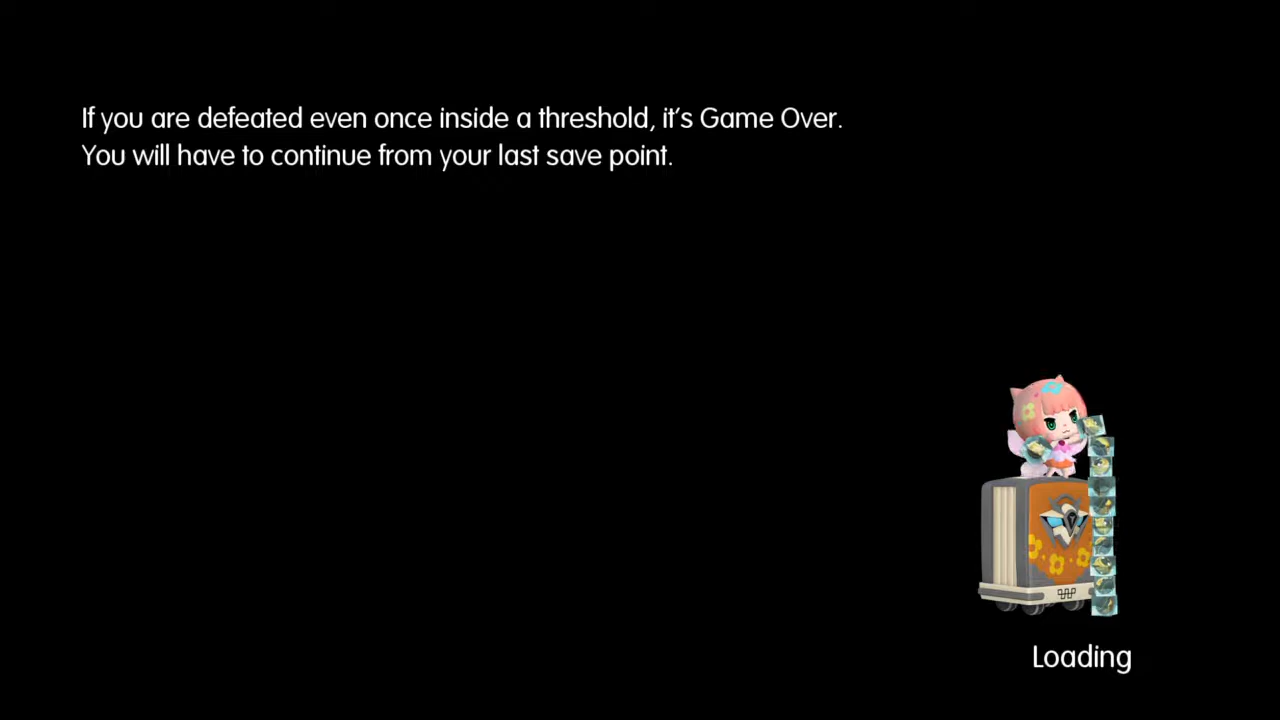 If you are defeated even once inside a threshold, it's Game Over.
You will have to continue from your last save point.
Loading